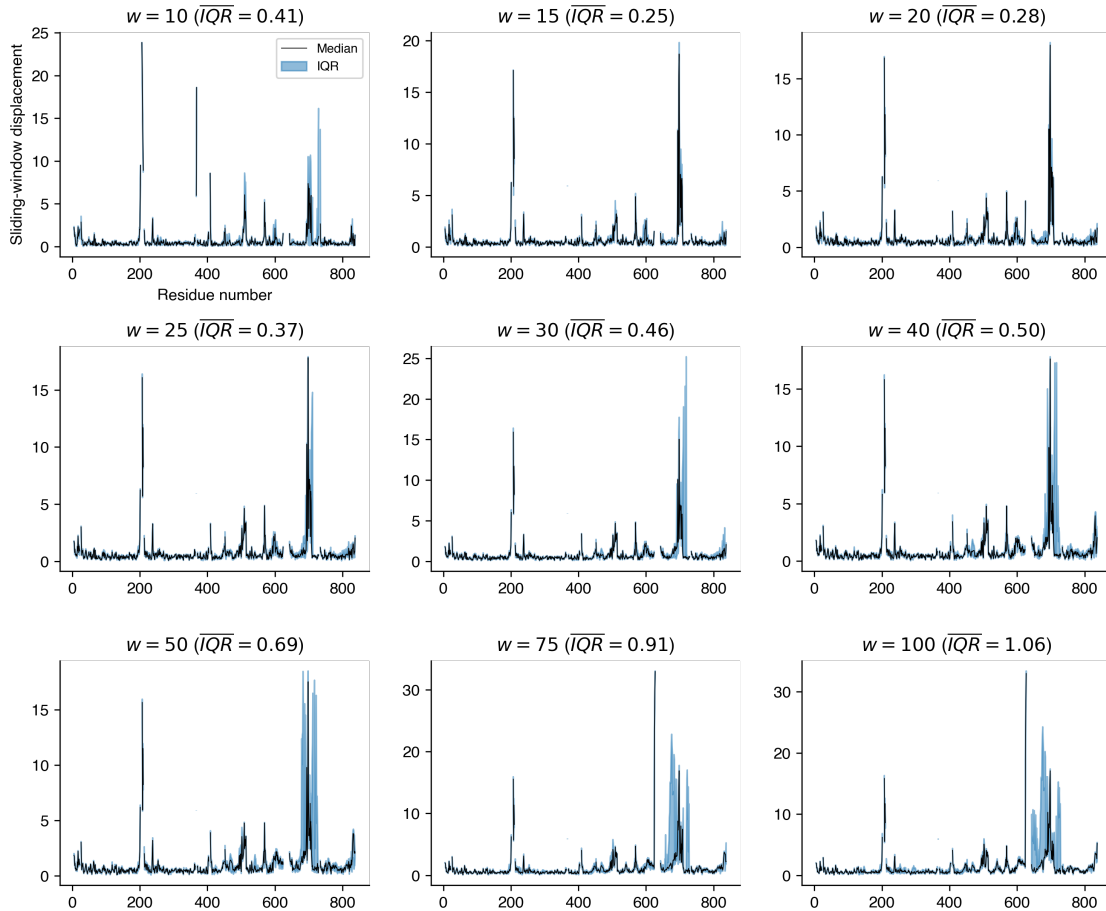 w = 10 (IQR = 0.41)
w = 15 (IQR = 0.25)
w = 20 (IQR = 0.28)
Sliding-window displacement
25
20
15
10
5
0
Median
IQR
0 200 400 600 800
Residue number
20
15
10
5
0
0 200 400 600 800
15
10
5
0
0 200 400 600 800
w = 25 (IQR = 0.37)
w = 30 (IQR = 0.46)
w = 40 (IQR = 0.50)
15
10
5
0
0 200 400 600 800
25
20
15
10
5
0
0 200 400 600 800
15
10
5
0
0 200 400 600 800
w = 50 (IQR = 0.69)
w = 75 (IQR = 0.91)
w = 100 (IQR = 1.06)
15
10
5
0
0 200 400 600 800
30
20
10
0
0 200 400 600 800
30
20
10
0
0 200 400 600 800